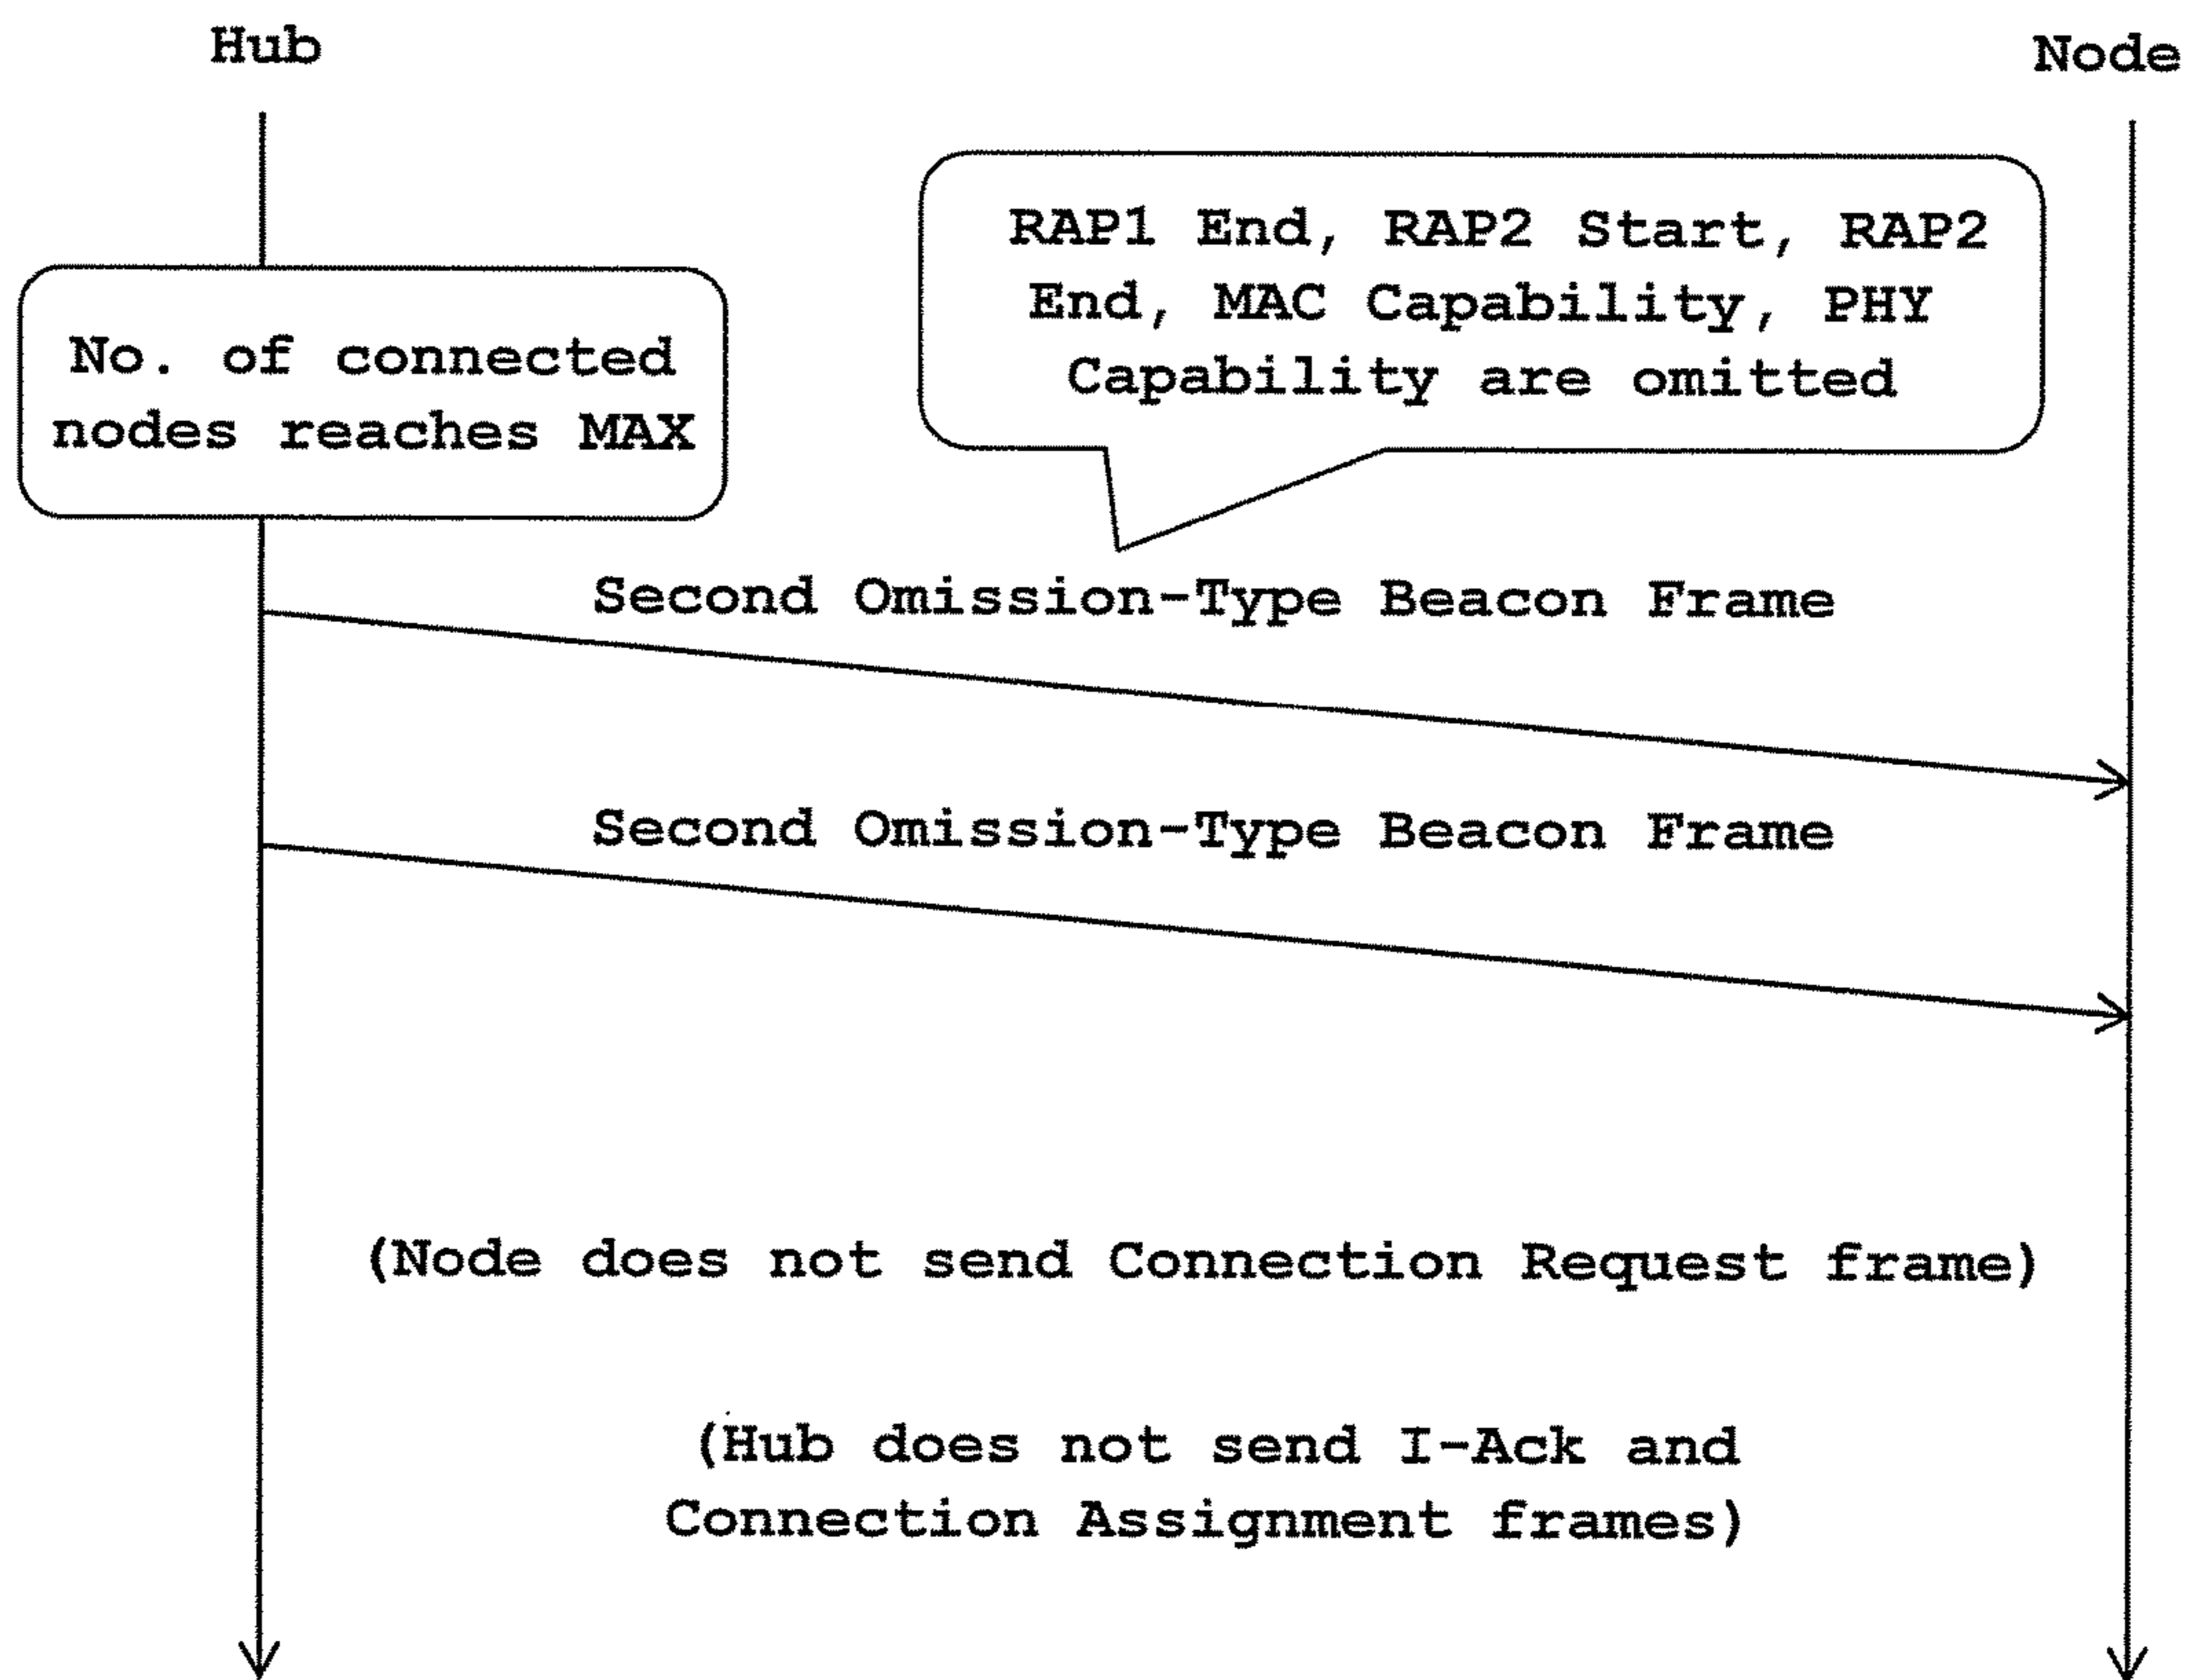 Hub
Node
RAP1 End, RAP2 Start, RAP2
End, MAC Capability, PHY
Capability are omitted
No. of connected
nodes reaches MAX
Second Omission-Type Beacon Frame
Second Omission-Type Beacon Frame
(Node does not send Connection Request frame)
(Hub does not send I-Ack and
Connection Assignment frames)